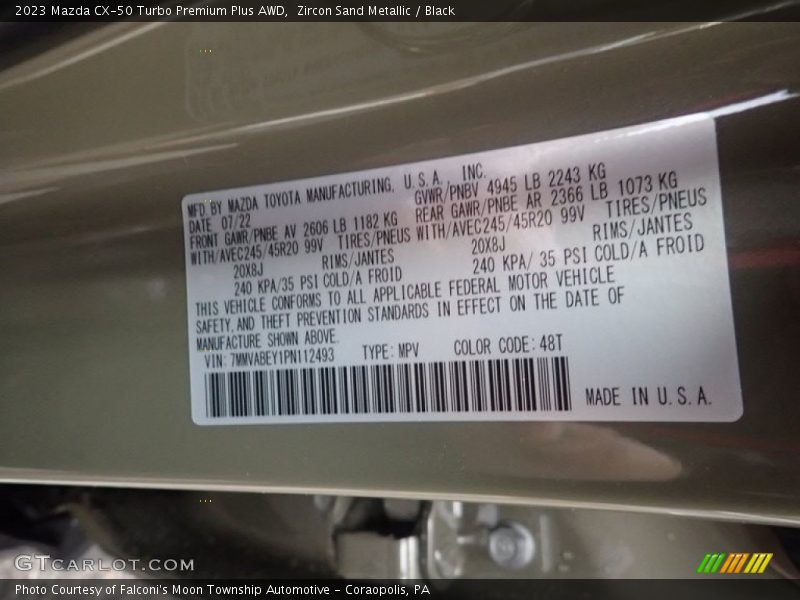 2023 Mazda CX-50 Turbo Premium Plus AWD, Zircon Sand Metallic / Black
MFD BY MAZDA TOYOTA MANUFACTURING, U.S.A, INC.
DATE 07/22 GVWR/PNBV 4945 LB 2243 KG
FRONT GAWR/PNBE AV 2606 LB 1182 KG REAR GAWR/PNBE AR 2366 LB 1073 KG
WITH/AVEC245/45R20 99V TIRES/PNEUS WITH/AVEC245/45R20 99V TIRES/PNEUS
20X8J RIMS/JANTES 20X8J RIMS/JANTES
240 KPA/35 PSI COLD/A FROID 240 KPA/ 35 PSI COLD/A FROID
THIS VEHICLE CONFORMS TO ALL APPLICABLE FEDERAL MOTOR VEHICLE
SAFETY, AND THEFT PREVENTION STANDARDS IN EFFECT ON THE DATE OF
MANUFACTURE SHOWN ABOVE.
VIN: 7MMVABEY1PN112493 TYPE: MPV COLOR CODE: 48T
MADE IN U.S.A.
GTCARLOT.COM
Photo Courtesy of Falconi's Moon Township Automotive - Coraopolis, PA